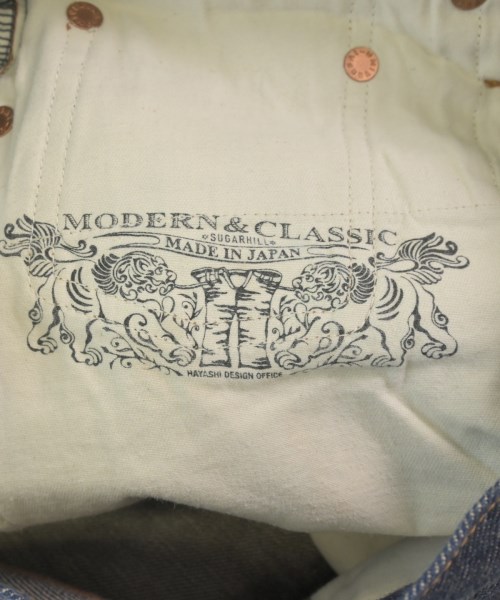 MODERN & CLASSIC
SUGARHILL
MADE IN JAPAN
HAYASHI DESIGN OFFICE